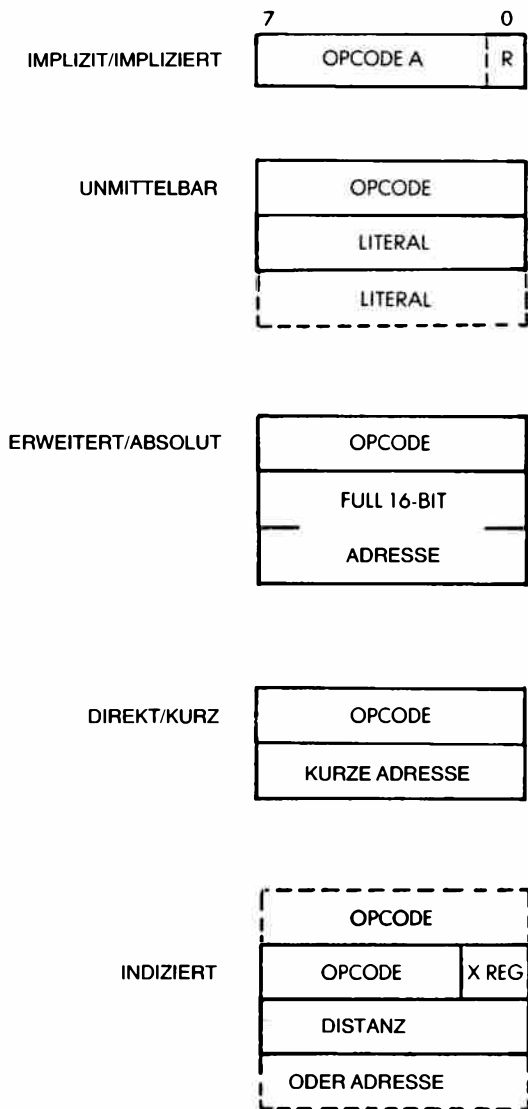 7 0
IMPLIZIT/IMPLIZIERT OPCODE A R
UNMITTELBAR OPCODE
LITERAL
LITERAL
ERWEITERT/ABSOLUT OPCODE
FULL 16-BIT
ADRESSE
DIREKT/KURZ OPCODE
KURZE ADRESSE
OPCODE
INDIZIERT OPCODE X REG
DISTANZ
ODER ADRESSE